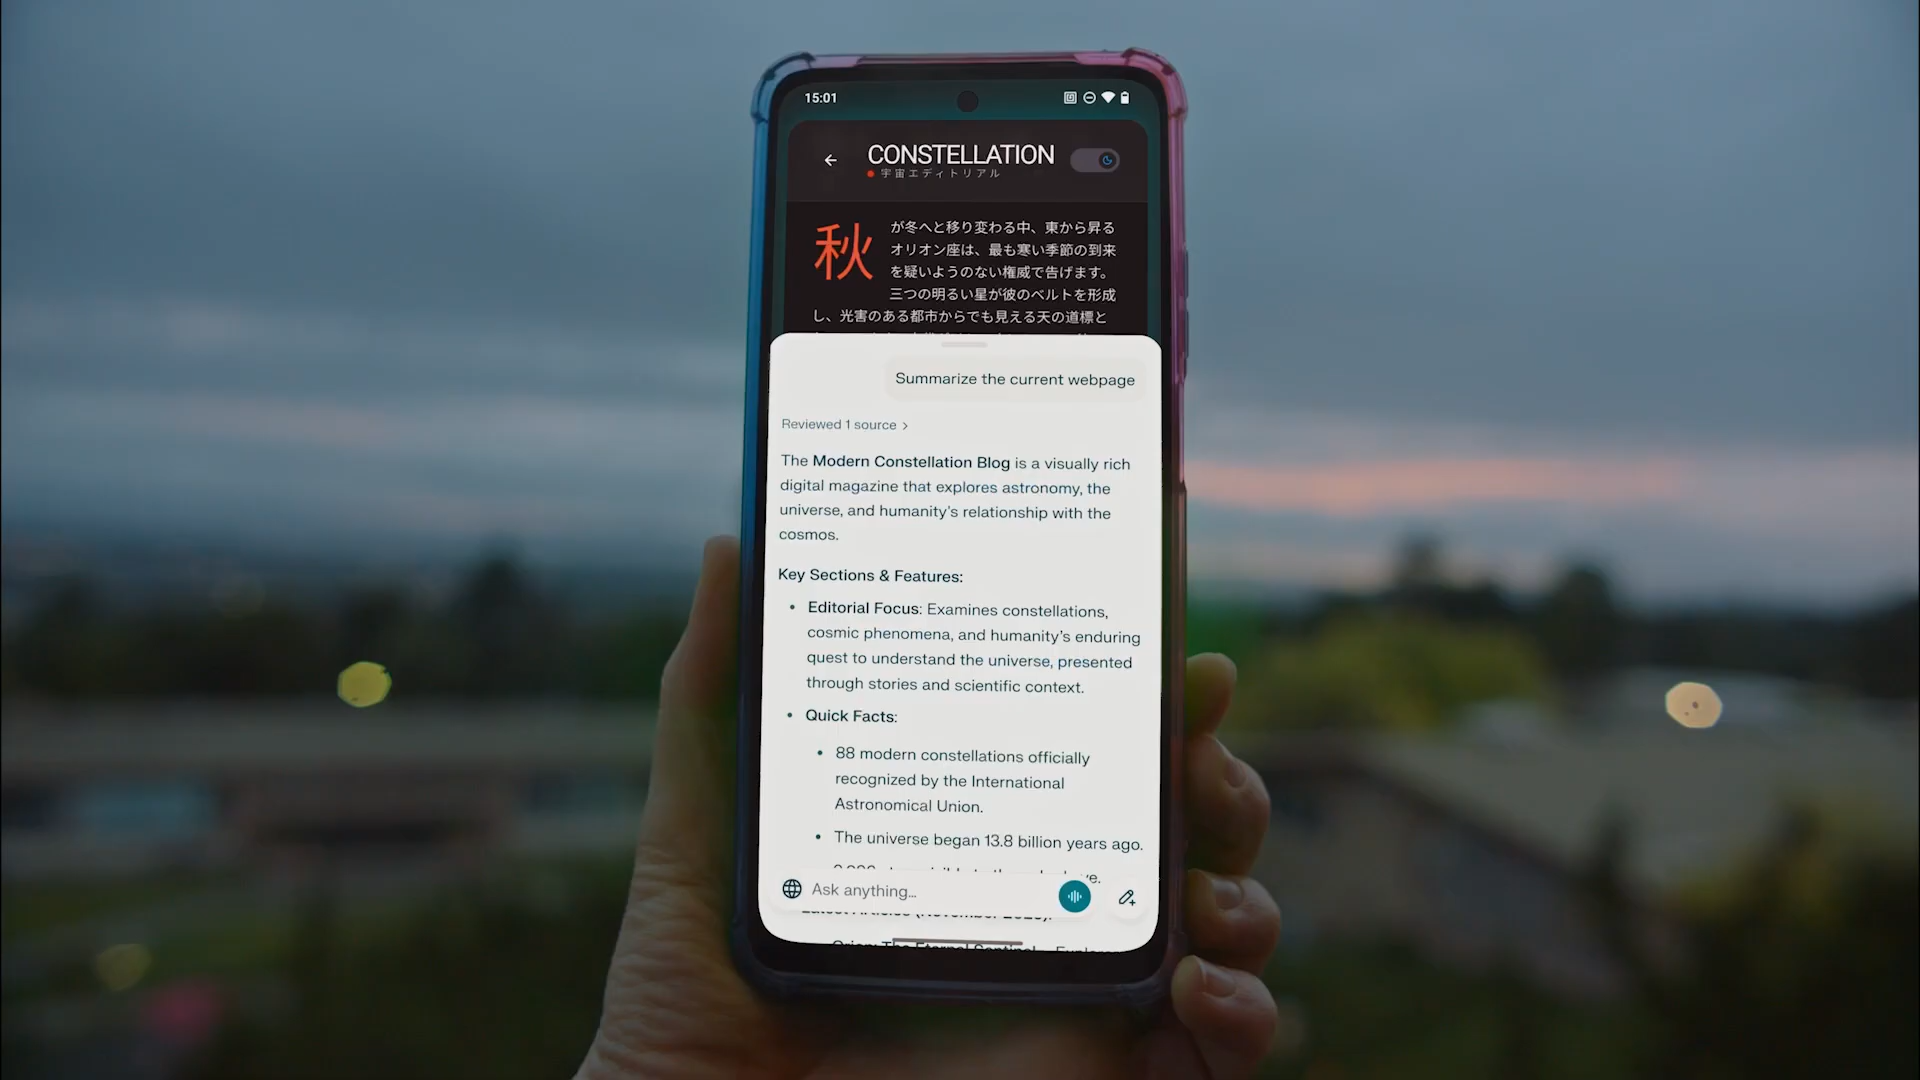 15:01
CONSTELLATION
宇宙エディトリアル
秋
が冬へと移り変わる中、東から昇る
オリオン座は、最も寒い季節の到来
を疑いようのない権威で告げます。
三つの明るい星が彼のベルトを形成
し、光害のある都市からでも見える天の道標と
Summarize the current webpage
Reviewed 1 source >
The Modern Constellation Blog is a visually rich
digital magazine that explores astronomy, the
universe, and humanity's relationship with the
cosmos.
Key Sections & Features:
• Editorial Focus: Examines constellations,
cosmic phenomena, and humanity's enduring
quest to understand the universe, presented
through stories and scientific context.
• Quick Facts:
• 88 modern constellations officially
recognized by the International
Astronomical Union.
• The universe began 13.8 billion years ago.
Ask anything...